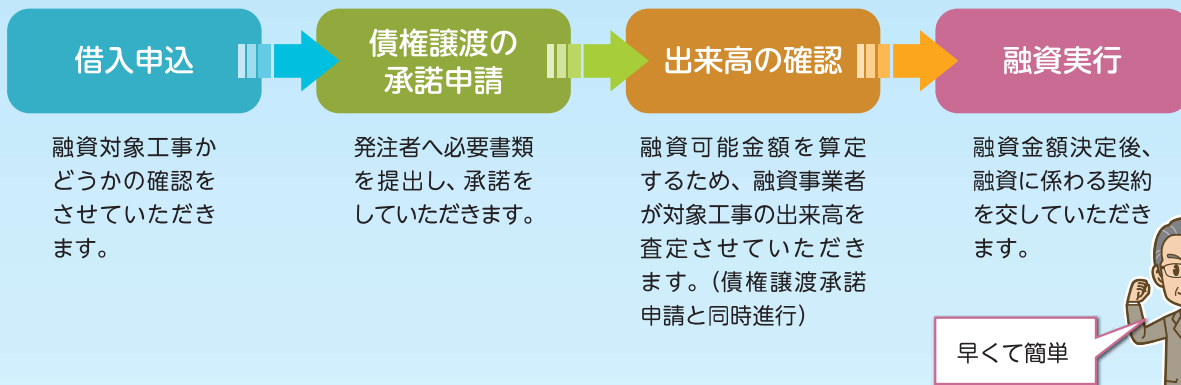 借入申込
融資対象工事か
どうかの確認を
させていただき
ます。
債権譲渡の
承諾申請
発注者へ必要書類
を提出し、承諾を
していただきます。
出来高の確認
融資可能金額を算定
するため、融資事業者
が対象工事の出来高を
査定させていただき
ます。（債権譲渡承諾
申請と同時進行）
融資実行
融資金額決定後、
融資に係わる契約
を交していただき
ます。
早くて簡単